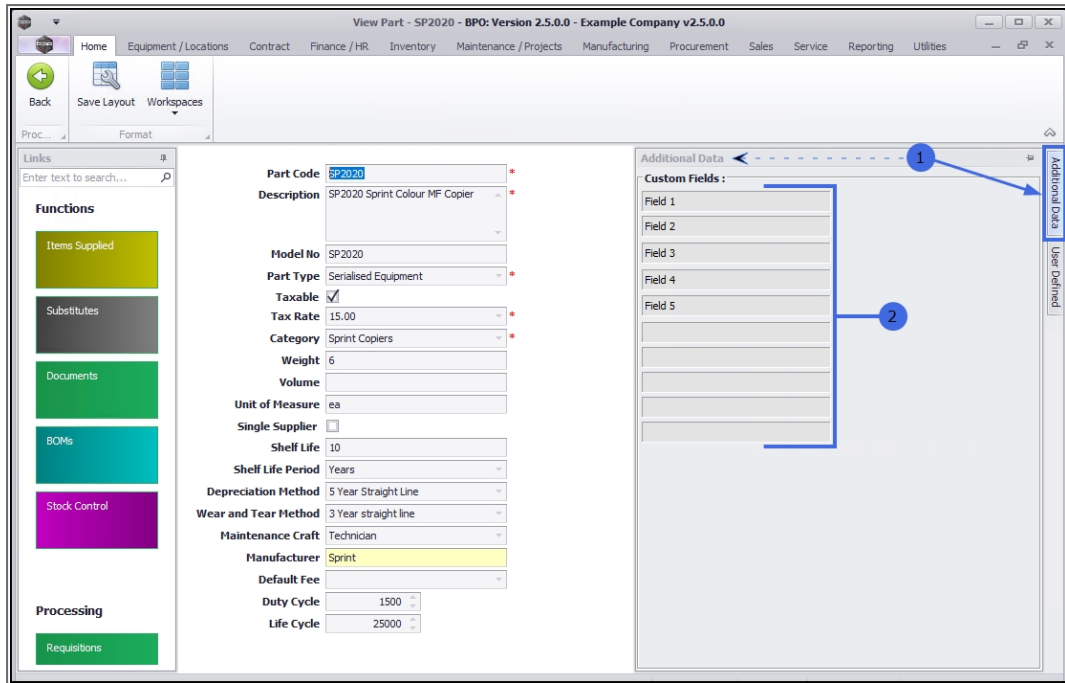 View Part - SP2020 - BPO: Version 2.5.0.0 - Example Company v2.5.0.0
Home Equipment / Locations Contract Finance / HR Inventory Maintenance / Projects Manufacturing Procurement Sales Service Reporting Utilities
Back Save Layout Workspaces
Proc... Format
Links
Enter text to search...
Functions
Items Supplied
Substitutes
Documents
BOMs
Stock Control
Processing
Requisitions
Part Code SP2020 *
Description SP2020 Sprint Colour MF Copier *
Model No SP2020
Part Type Serialised Equipment *
Taxable
Tax Rate 15.00 *
Category Sprint Copiers *
Weight 6
Volume
Unit of Measure ea
Single Supplier
Shelf Life 10
Shelf Life Period Years
Depreciation Method 5 Year Straight Line
Wear and Tear Method 3 Year straight line
Maintenance Craft Technician
Manufacturer Sprint
Default Fee
Duty Cycle 1500
Life Cycle 25000
Additional Data 1
Custom Fields :
Field 1
Field 2
Field 3
Field 4
Field 5
2
Additional Data
User Defined